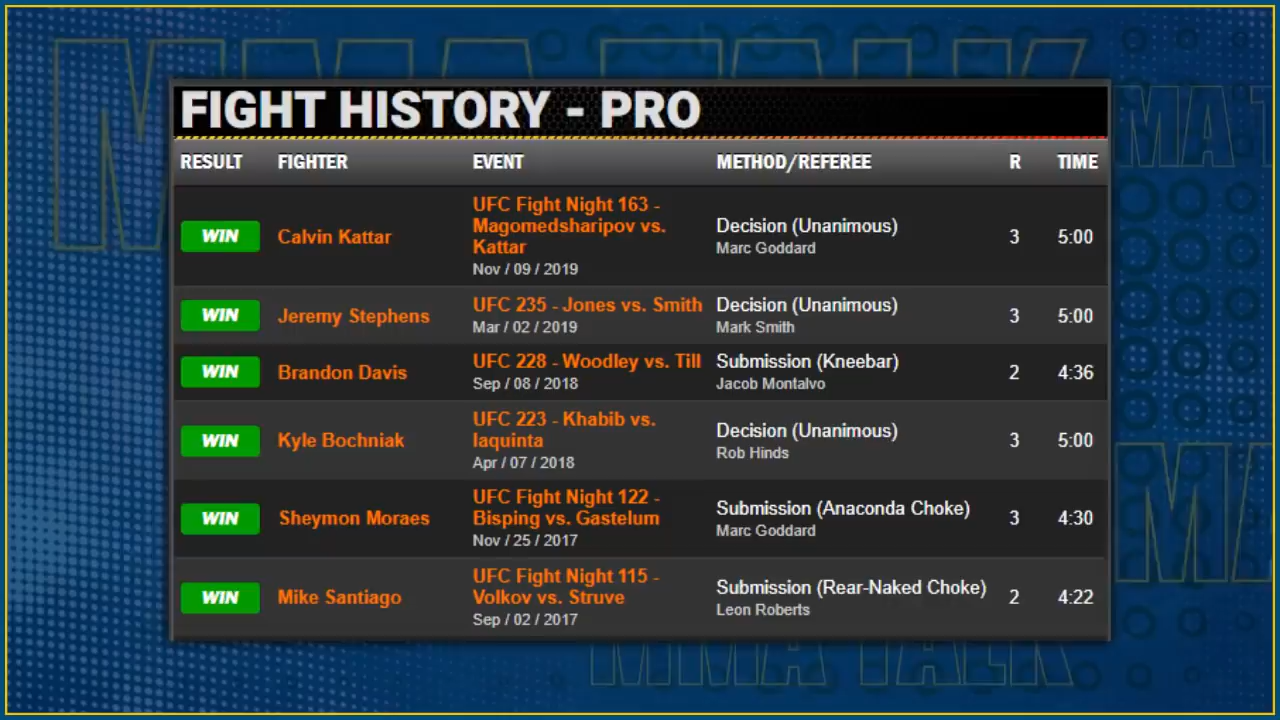 MMA TALK
MMA T
FIGHT HISTORY - PRO
RESULT FIGHTER EVENT METHOD/REFEREE R TIME
WIN Calvin Kattar UFC Fight Night 163 -
Magomedsharipov vs.
Kattar
Nov / 09 / 2019 Decision (Unanimous)
Marc Goddard 3 5:00
WIN Jeremy Stephens UFC 235 - Jones vs. Smith
Mar / 02 / 2019 Decision (Unanimous)
Mark Smith 3 5:00
WIN Brandon Davis UFC 228 - Woodley vs. Till
Sep / 08 / 2018 Submission (Kneebar)
Jacob Montalvo 2 4:36
WIN Kyle Bochniak UFC 223 - Khabib vs.
Iaquinta
Apr / 07 / 2018 Decision (Unanimous)
Rob Hinds 3 5:00
WIN Sheymon Moraes UFC Fight Night 122 -
Bisping vs. Gastelum
Nov / 25 / 2017 Submission (Anaconda Choke)
Marc Goddard 3 4:30
WIN Mike Santiago UFC Fight Night 115 -
Volkov vs. Struve
Sep / 02 / 2017 Submission (Rear-Naked Choke)
Leon Roberts 2 4:22
MMA
MMA TALK